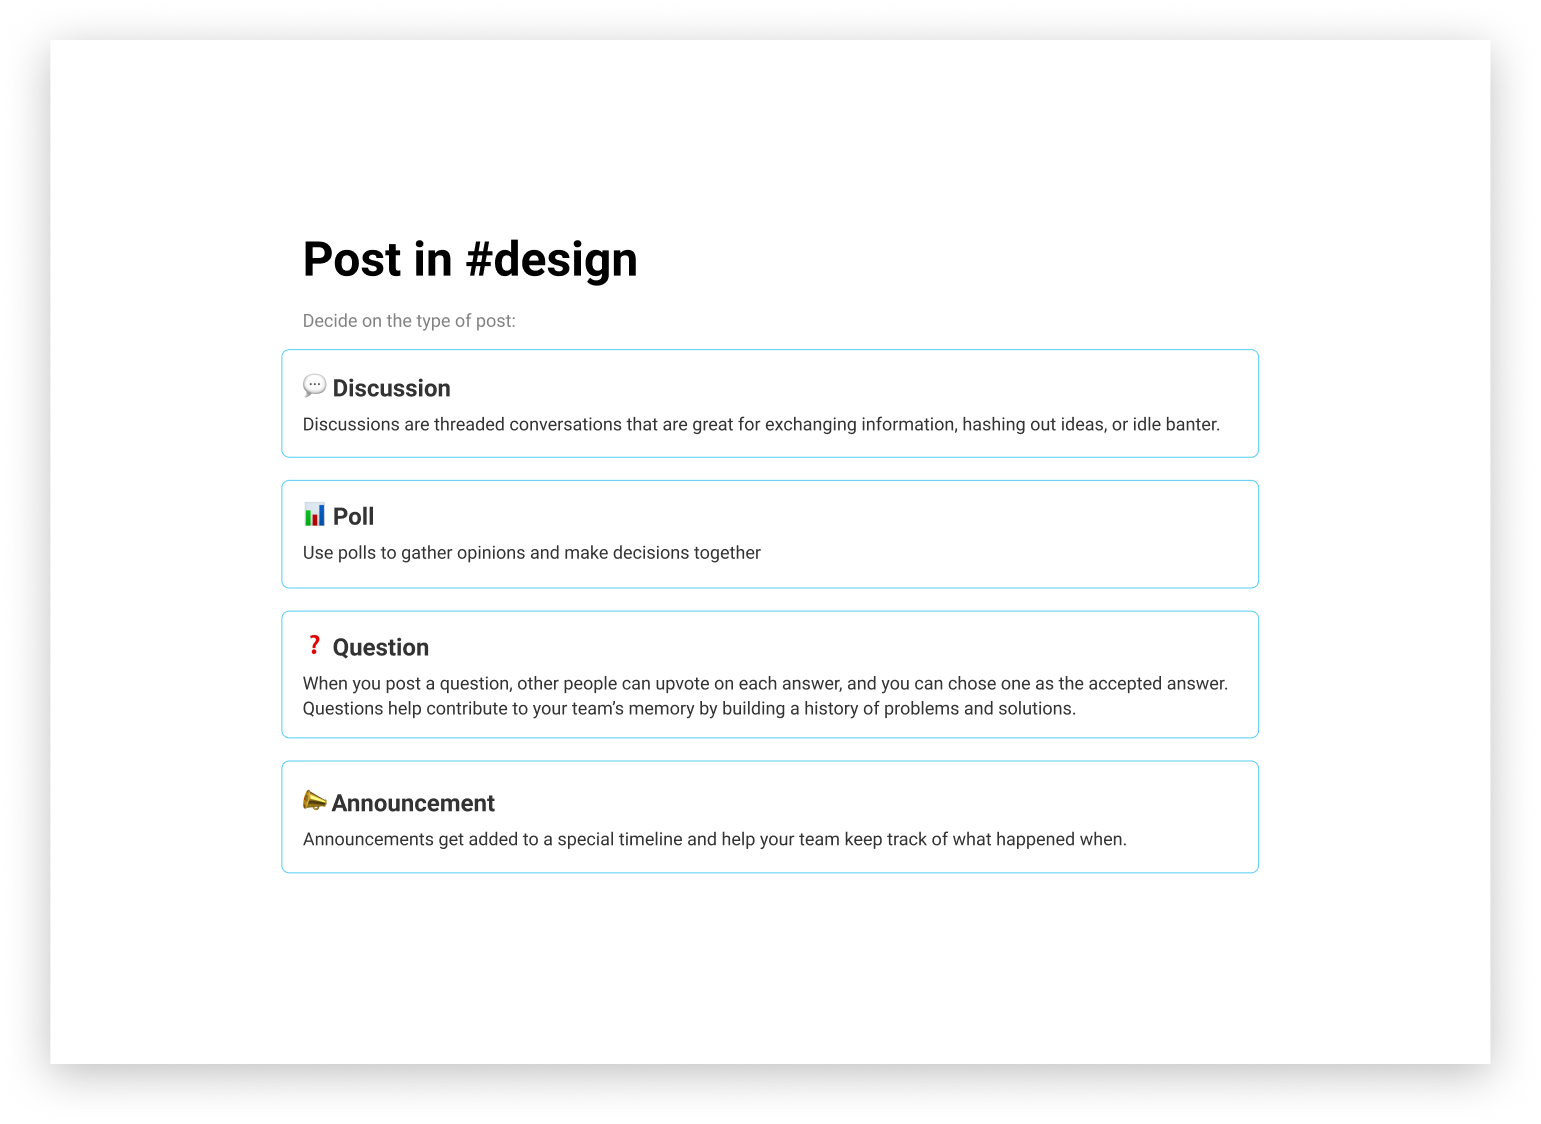 Post in #design
Decide on the type of post:
💬 Discussion
Discussions are threaded conversations that are great for exchanging information, hashing out ideas, or idle banter.
📊 Poll
Use polls to gather opinions and make decisions together
❓ Question
When you post a question, other people can upvote on each answer, and you can chose one as the accepted answer.
Questions help contribute to your team’s memory by building a history of problems and solutions.
📣 Announcement
Announcements get added to a special timeline and help your team keep track of what happened when.